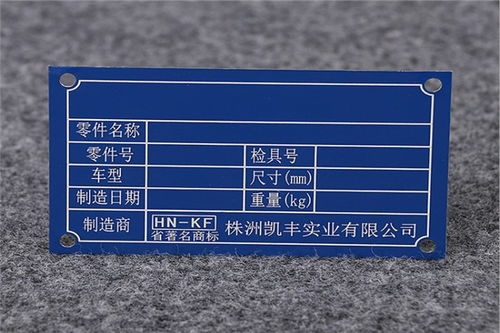 零件名称
零件号 检具号
车型 尺寸(mm)
制造日期 重量(kg)
制造商 HN-KF 株洲凯丰实业有限公司
省著名商标